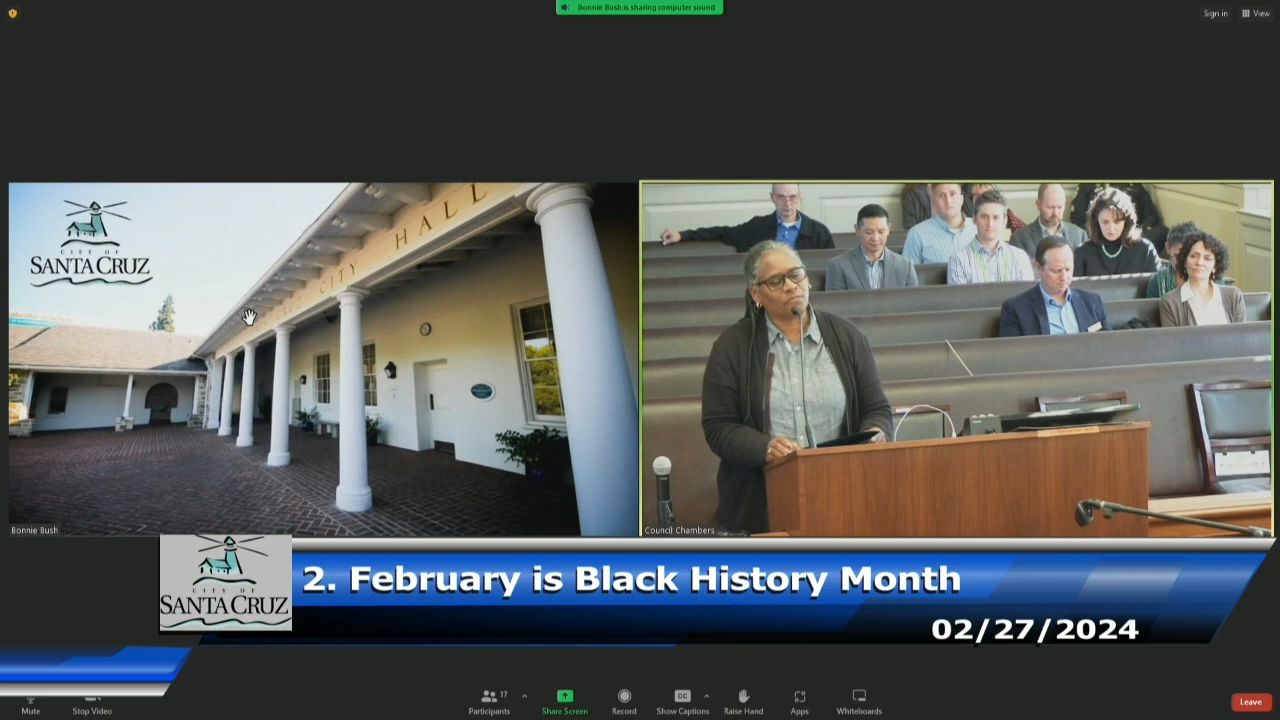 Bonnie Bush is sharing computer sound
Sign in
View
CITY OF
SANTA CRUZ
CITY HALL
Bonnie Bush
Council Chambers
CITY OF
SANTA CRUZ
2. February is Black History Month
02/27/2024
Mute
Stop Video
Participants
17
Share Screen
CC
Record
Show Captions
Raise Hand
Apps
Whiteboards
Leave